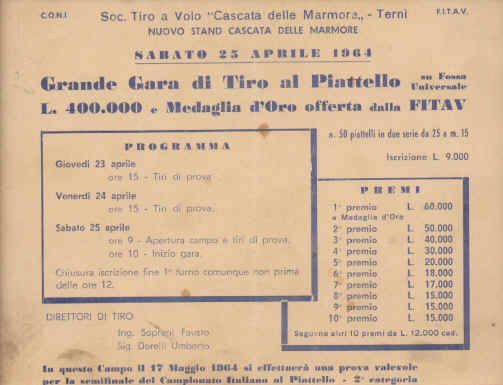 C.O.N.I
Soc. Tiro a Volo "Cascata delle Marmore„ - Terni
F.I.T.A.V.
NUOVO STAND CASCATA DELLE MARMORE
SABATO 25 APRILE 1964
Grande Gara di Tiro al Piattello su Fossa Universale
L. 400.000 e Medaglia d'Oro offerta dalla FITAV
n. 50 piattelli in due serie da 25 a m. 15
Iscrizione L. 9.000
PROGRAMMA
Giovedì 23 aprile
ore 15 - Tiri di prova
Venerdì 24 aprile
ore 15 - Tiri di prova.
Sabato 25 aprile
ore 9 - Apertura campo e tiri di prova.
ore 10 - Inizio gara.
Chiusura iscrizione fine 1° turno comunque non prima
delle ore 12.
PREMI
1° premio L. 60.000
e Medaglia d'Oro
2° premio L. 50.000
3° premio L. 40.000
4° premio L. 30.000
5° premio L. 20.000
6° premio L. 18.000
7° premio L. 17.000
8° premio L. 15.000
9° premio L. 15.000
10° premio L. 15.000
Seguono altri 10 premi da L. 12.000 cad.
DIRETTORI DI TIRO
Ing. Soprani Fausto
Sig. Dorelli Umberto
In questo Campo il 17 Maggio 1964 si effettuerà una prova valevole
per la semifinale del Campionato Italiano al Piattello - 2ª categoria